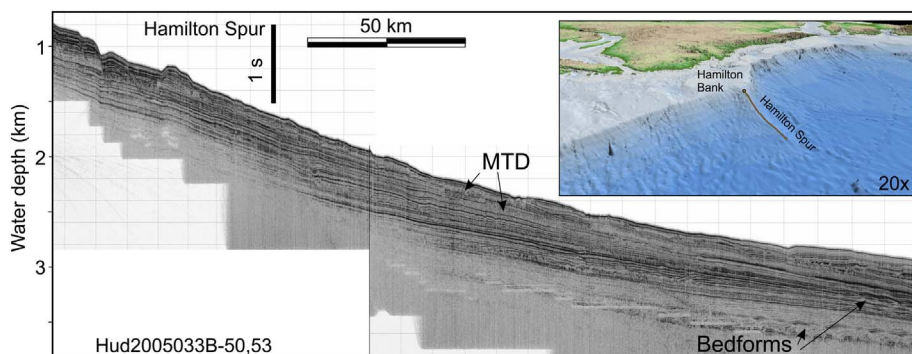 Hamilton Spur
50 km
1 s
Water depth (km)
1
2
3
MTD
Bedforms
Hud2005033B-50,53
Hamilton
Bank
Hamilton Spur
20x